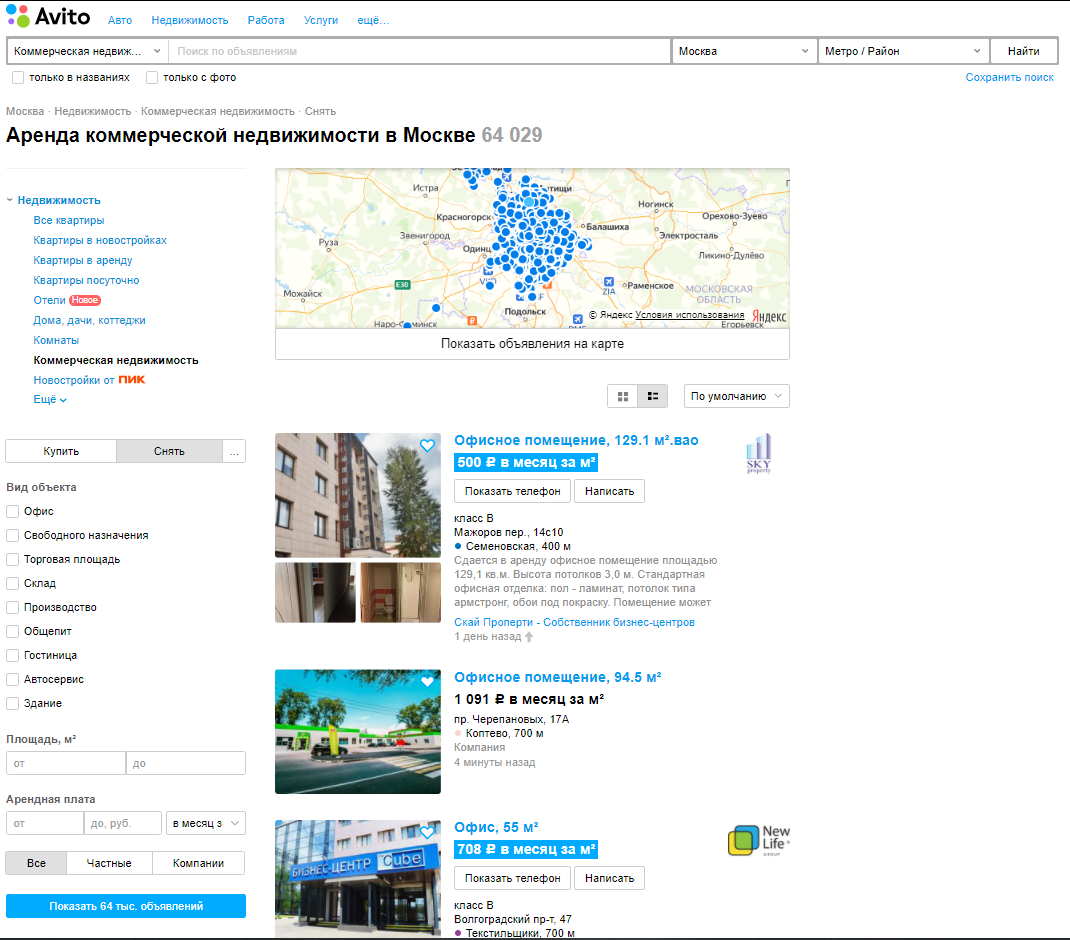 Avito
Авто Недвижимость Работа Услуги ещё...
Коммерческая недвиж... Поиск по объявлениям Москва Метро / Район Найти
только в названиях только с фото Сохранить поиск
Москва · Недвижимость · Коммерческая недвижимость · Снять
Аренда коммерческой недвижимости в Москве 64 029
Недвижимость
Все квартиры
Квартиры в новостройках
Квартиры в аренду
Квартиры посуточно
Отели Новое
Дома, дачи, коттеджи
Комнаты
Коммерческая недвижимость
Новостройки от ПИК
Ещё
Купить Снять ...
Вид объекта
Офис
Свободного назначения
Торговая площадь
Склад
Производство
Общепит
Гостиница
Автосервис
Здание
Площадь, м²
от до
Арендная плата
от до, руб. в месяц з
Все Частные Компании
Показать 64 тыс. объявлений
Истра
Ногинск
Красногорск
Орехово-Зуево
Руза
Звенигород
Балашиха
Электросталь
Одинц
Ликино-Дулёво
E30
ZIA
Раменское
Можайск
МОСКОВСКАЯ
ОБЛАСТЬ
Подольск
© Яндекс Условия использования Яндекс
Егорьевск
Показать объявления на карте
По умолчанию
Офисное помещение, 129.1 м².вао
500 ₽ в месяц за м²
Показать телефон Написать
SKY
property
класс B
Мажоров пер., 14с10
Семеновская, 400 м
Сдается в аренду офисное помещение площадью
129,1 кв.м. Высота потолков 3,0 м. Стандартная
офисная отделка: пол - ламинат, потолок типа
армстронг, обои под покраску. Помещение может
Скай Проперти - Собственник бизнес-центров
1 день назад
Офисное помещение, 94.5 м²
1 091 ₽ в месяц за м²
пр. Черепановых, 17А
Коптево, 700 м
Компания
4 минуты назад
БИЗНЕС-ЦЕНТР Cube
Офис, 55 м²
708 ₽ в месяц за м²
Показать телефон Написать
New
Life
GROUP
класс B
Волгоградский пр-т, 47
Текстильщики, 700 м